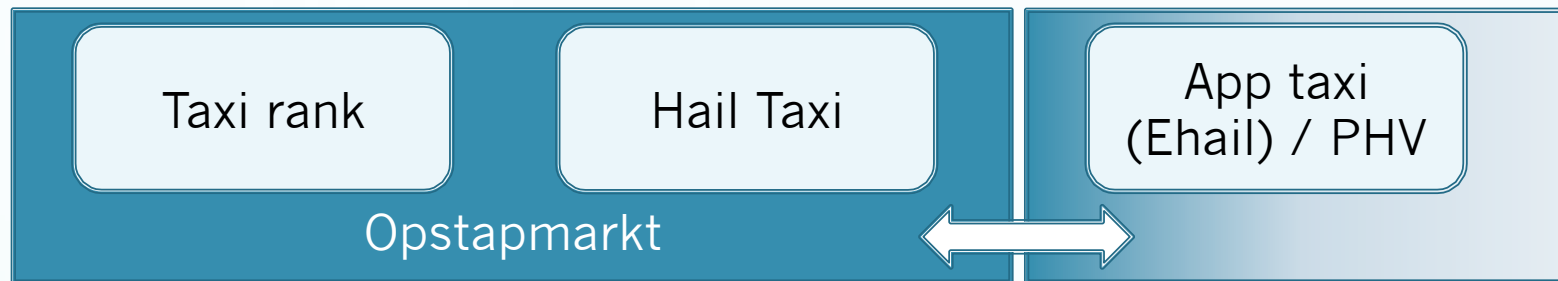 Taxi rank
Hail Taxi
App taxi
(Ehail) / PHV
Opstapmarkt